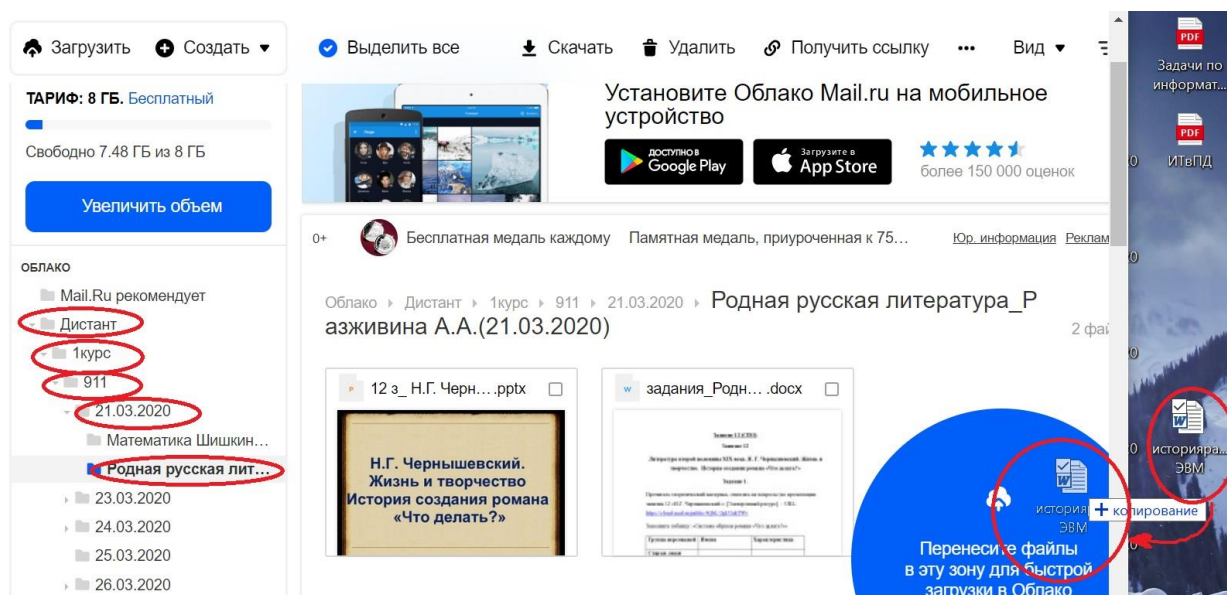 Загрузить
Создать
Выделить все
Скачать
Удалить
Получить ссылку
Вид
ТАРИФ: 8 ГБ. Бесплатный
Свободно 7.48 ГБ из 8 ГБ
Увеличить объем
Установите Облако Mail.ru на мобильное
устройство
ДОСТУПНО В
Google Play
Загрузите в
App Store
более 150 000 оценок
0+
Бесплатная медаль каждому
Памятная медаль, приуроченная к 75...
Юр. информация
Реклам
ОБЛАКО
Mail.Ru рекомендует
Дистант
1курс
911
21.03.2020
Математика Шишкин...
Родная русская лит...
23.03.2020
24.03.2020
25.03.2020
26.03.2020
Облако Дистант 1курс 911 21.03.2020 Родная русская литература_Р
азживина А.А.(21.03.2020)
2 фай
12 з_ Н.Г. Черн....pptx
Н.Г. Чернышевский.
Жизнь и творчество
История создания романа
«Что делать?»
задания_Родн... .docx
Перенесите файлы
в эту зону для быстрой
загрузки в Облако
история
ЭВМ
+ копирование
PDF
Задачи по
информат...
PDF
ИТвПД
историяра...
ЭВМ